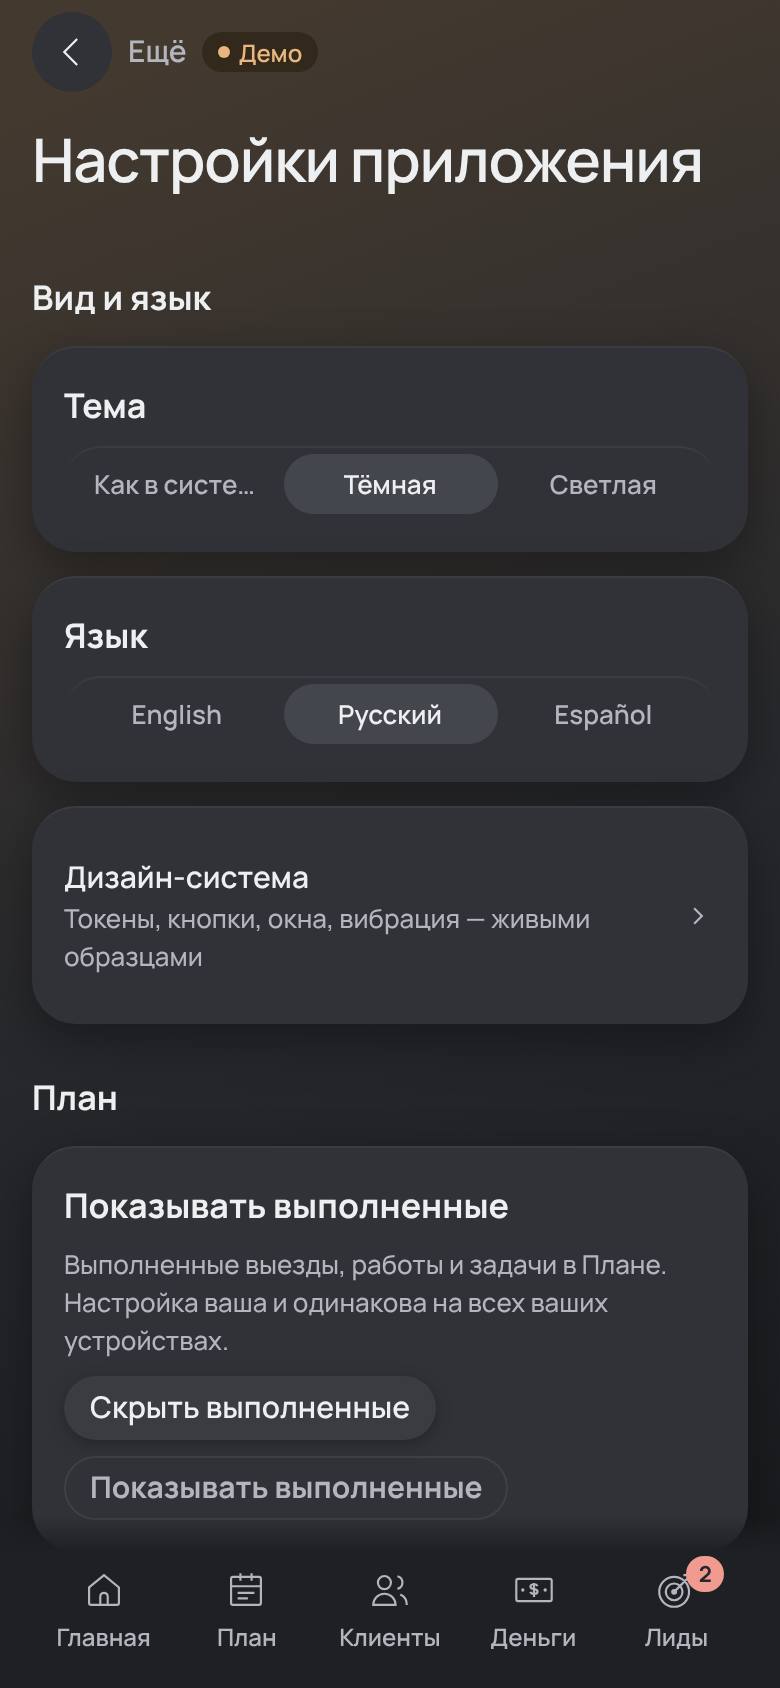 Ещё
Демо
Настройки приложения
Вид и язык
Тема
Как в систе...
Тёмная
Светлая
Язык
English
Русский
Español
Дизайн-система
Токены, кнопки, окна, вибрация — живыми
образцами
План
Показывать выполненные
Выполненные выезды, работы и задачи в Плане.
Настройка ваша и одинакова на всех ваших
устройствах.
Скрыть выполненные
Показывать выполненные
2
Главная
План
Клиенты
Деньги
Лиды